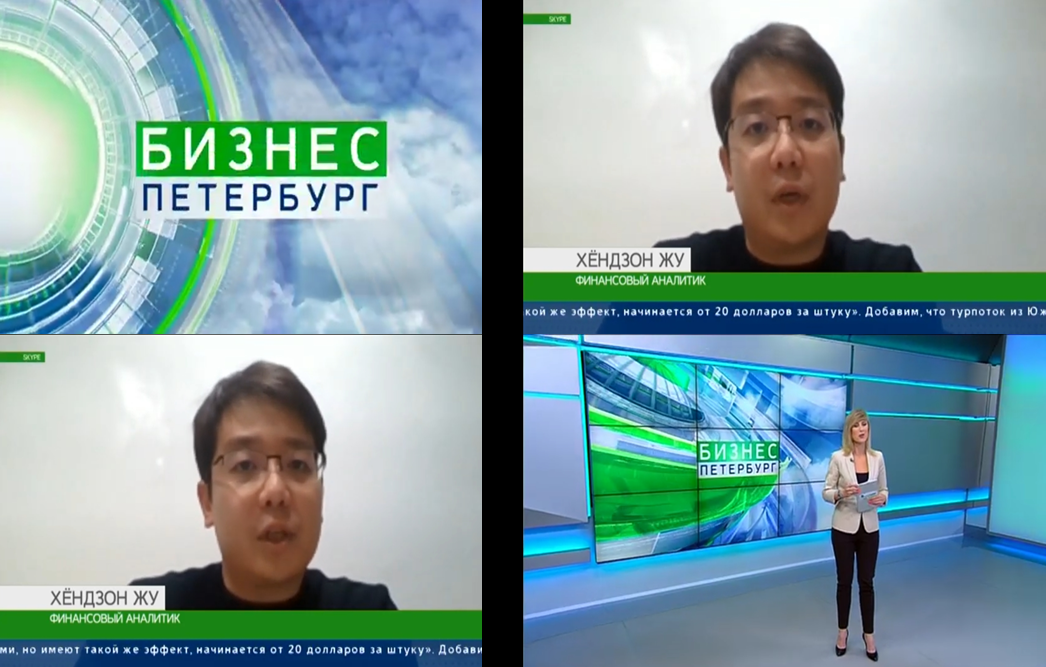 БИЗНЕС
ПЕТЕРБУРГ
SKYPE
ХЁНДЗОН ЖУ
ФИНАНСОВЫЙ АНАЛИТИК
кой же эффект, начинается от 20 долларов за штуку». Добавим, что турпоток из Юж
SKYPE
ХЁНДЗОН ЖУ
ФИНАНСОВЫЙ АНАЛИТИК
ми, но имеют такой же эффект, начинается от 20 долларов за штуку». Добави
БИЗНЕС
ПЕТЕРБУРГ